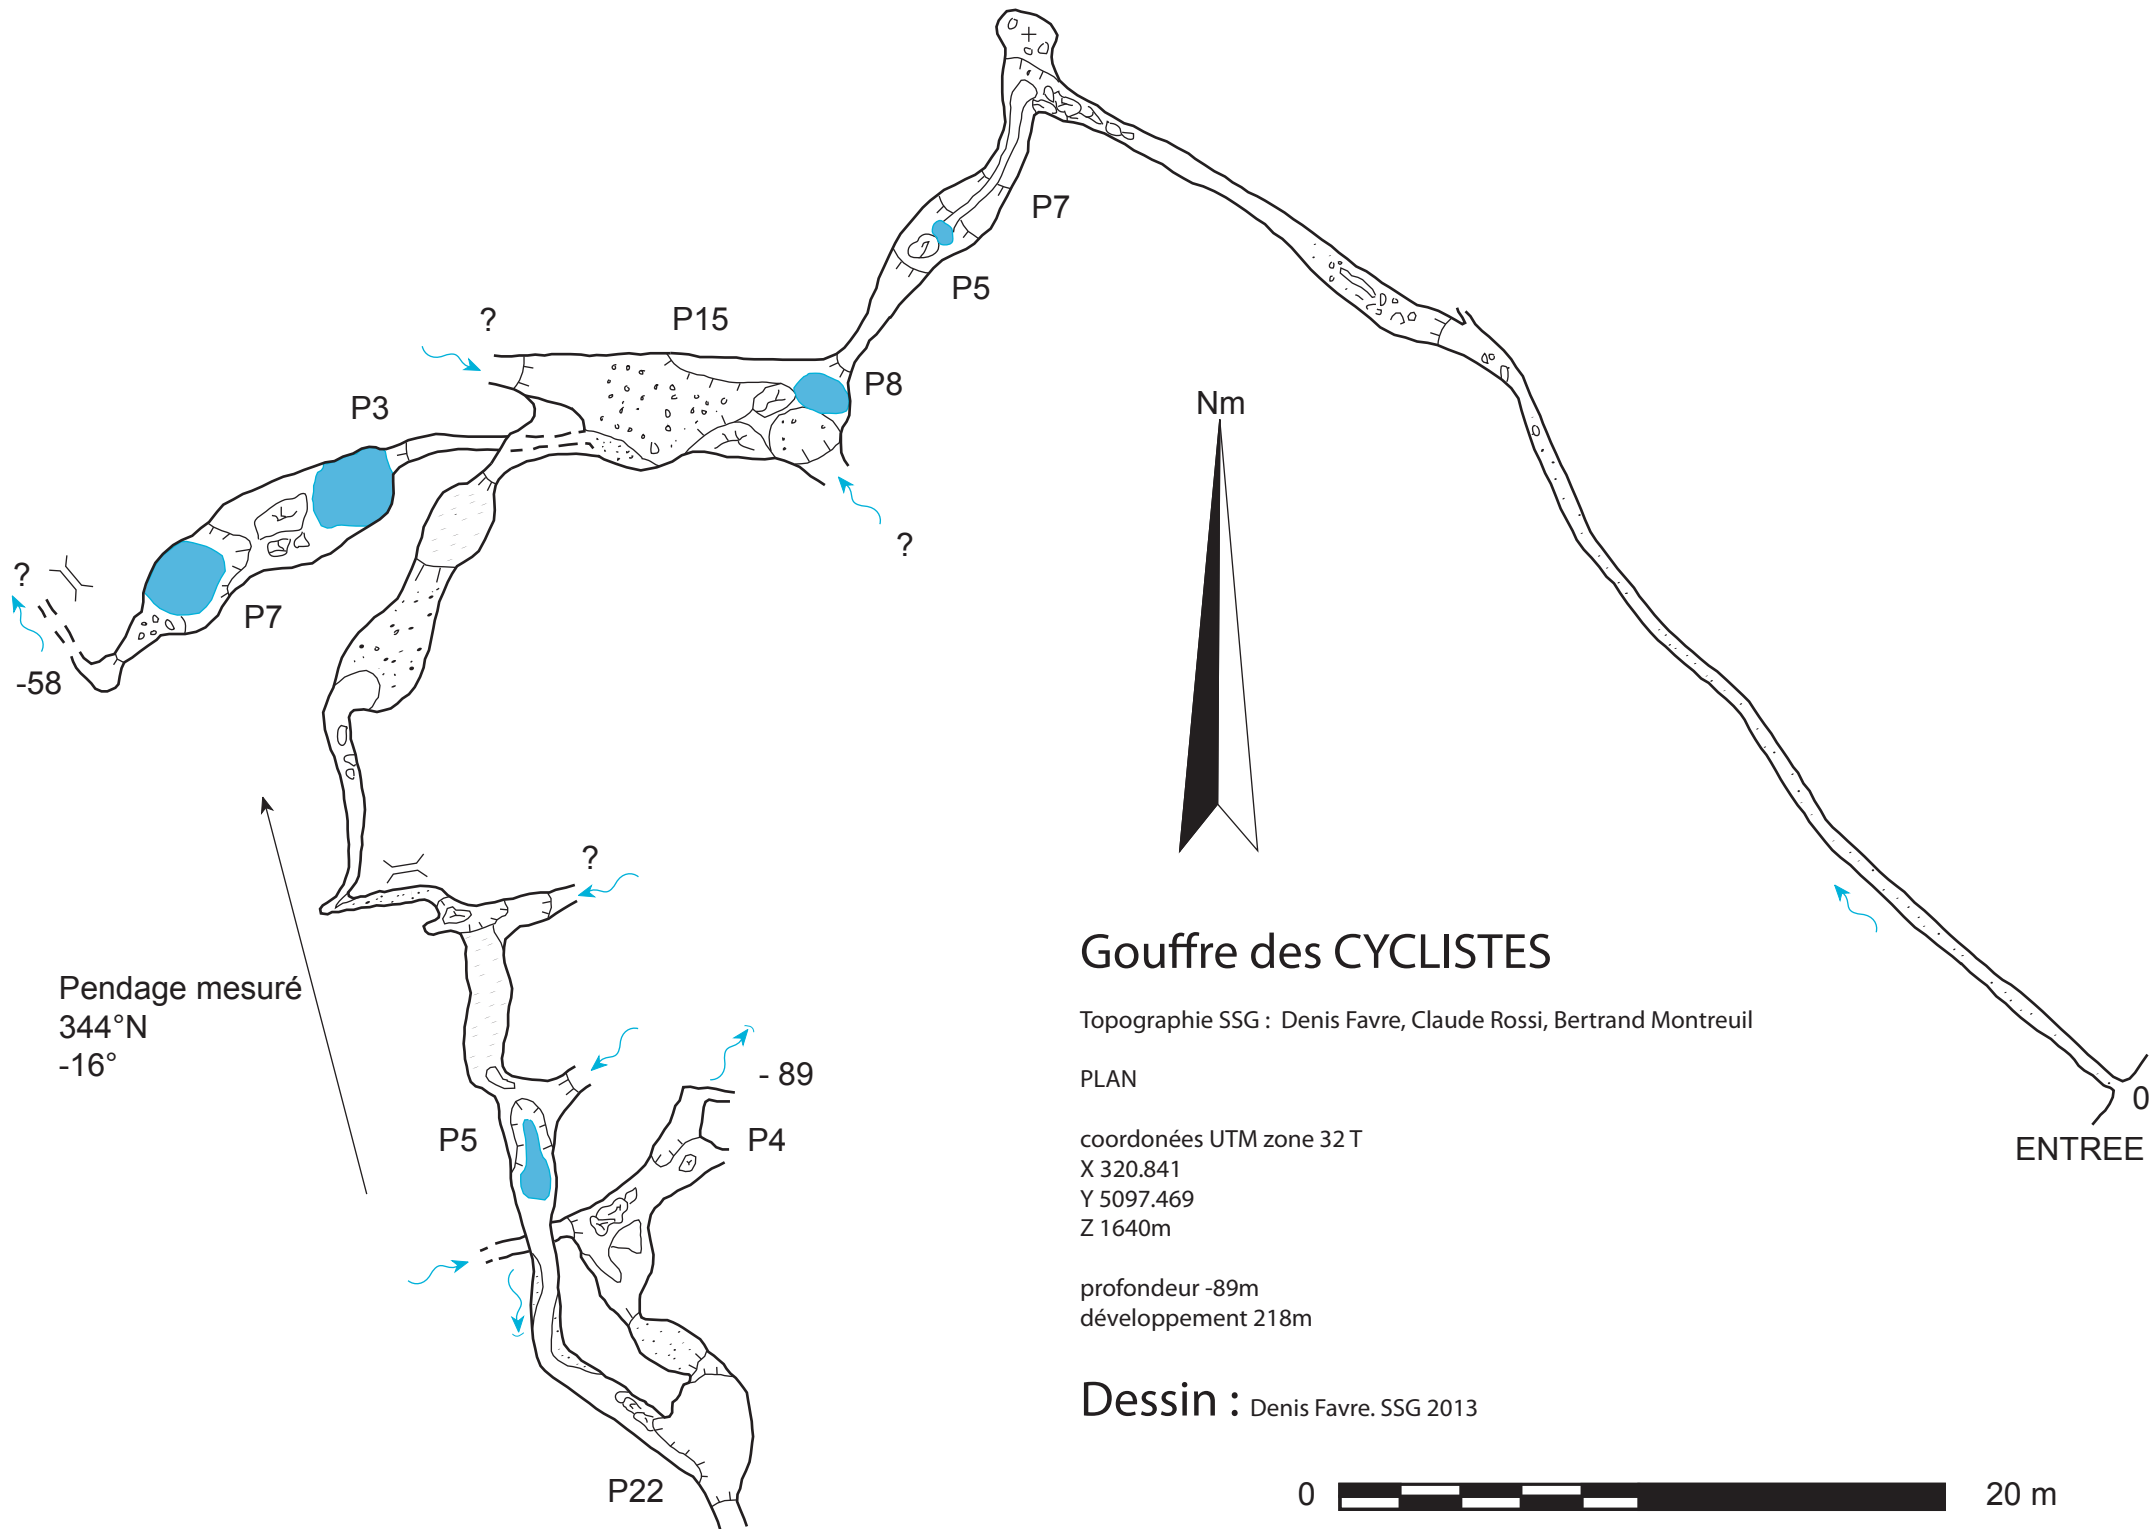 P7
P5
P15
?
P8
P3
Nm
?
?
P7
-58
?
Gouffre des CYCLISTES
Pendage mesuré
344°N
-16°
Topographie SSG : Denis Favre, Claude Rossi, Bertrand Montreuil
PLAN
- 89
0
P5
P4
coordonées UTM zone 32 T
ENTREE
X 320.841
Y 5097.469
Z 1640m
profondeur -89m
développement 218m
Dessin : Denis Favre. SSG 2013
P22
0
20 m